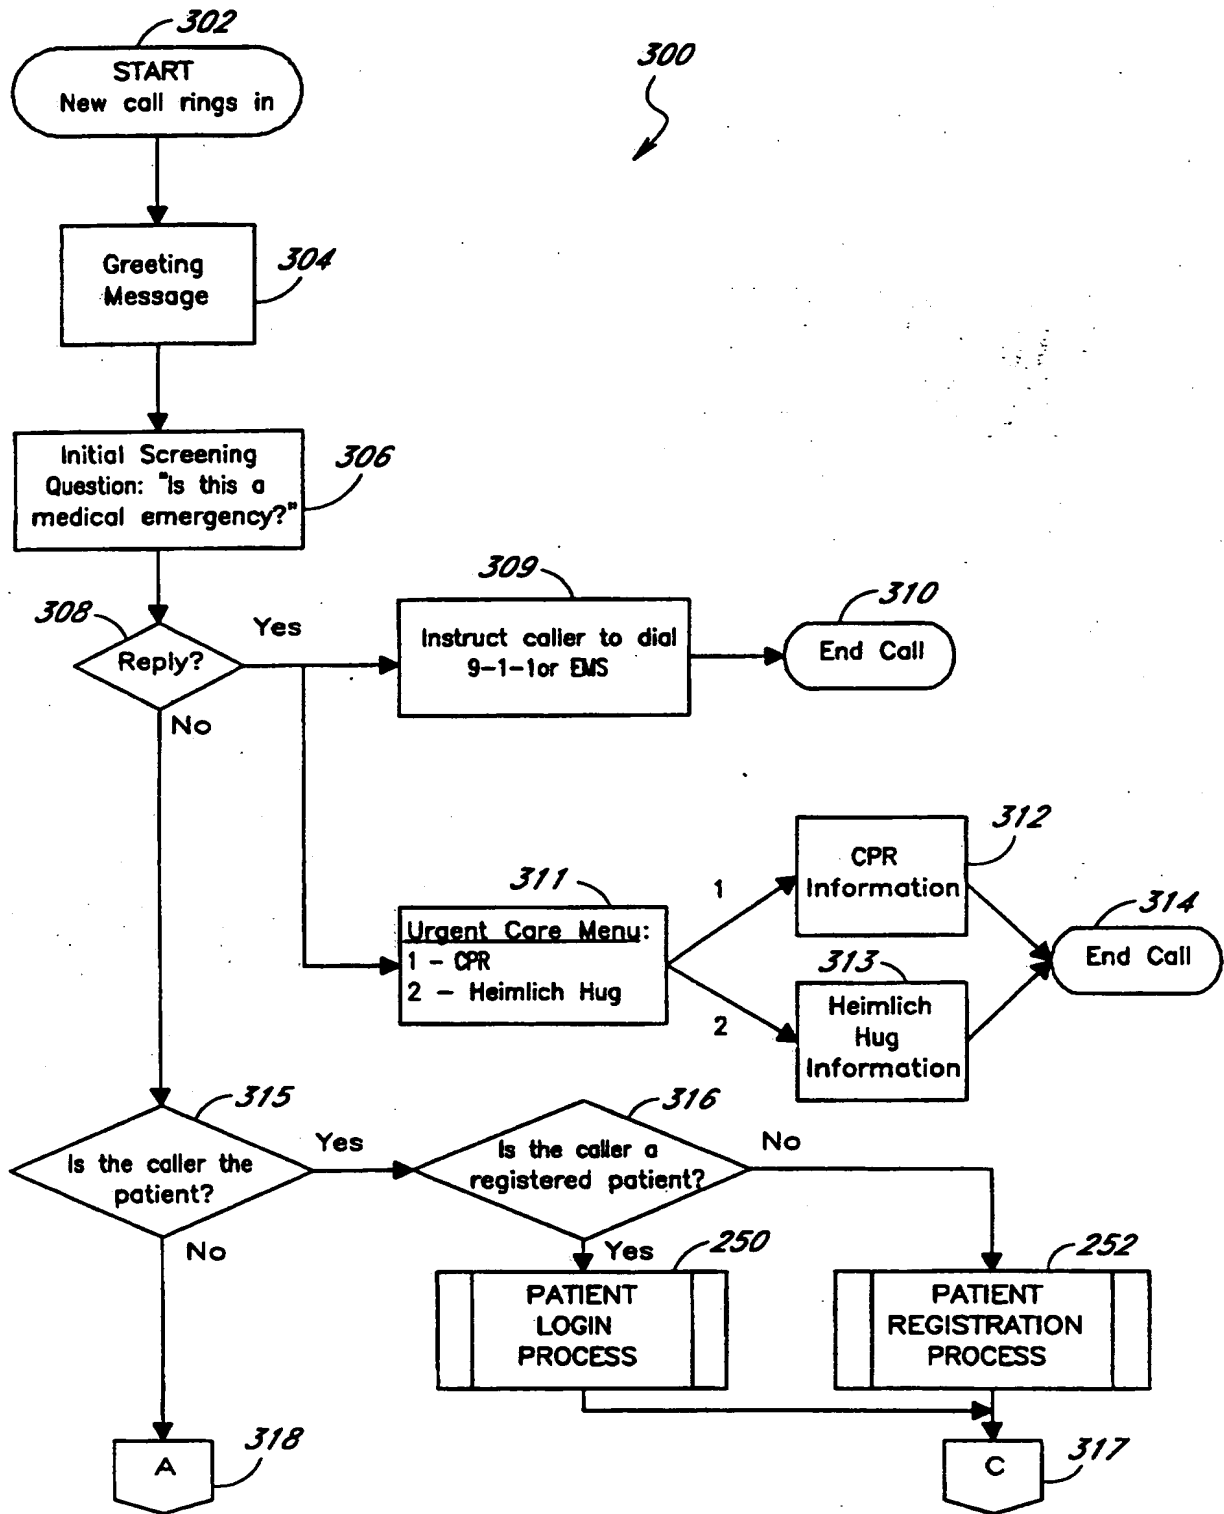 302
START
New call rings in
300
Greeting
Message
304
Initial Screening
Question: "Is this a
medical emergency?"
306
308
Reply?
Yes
No
309
Instruct caller to dial
9-1-1or EMS
310
End Call
311
Urgent Care Menu:
1 - CPR
2 - Heimlich Hug
1
2
312
CPR
Information
313
Heimlich
Hug
Information
314
End Call
315
Is the caller the
patient?
Yes
No
316
Is the caller a
registered patient?
No
Yes
250
PATIENT
LOGIN
PROCESS
252
PATIENT
REGISTRATION
PROCESS
A
318
C
317